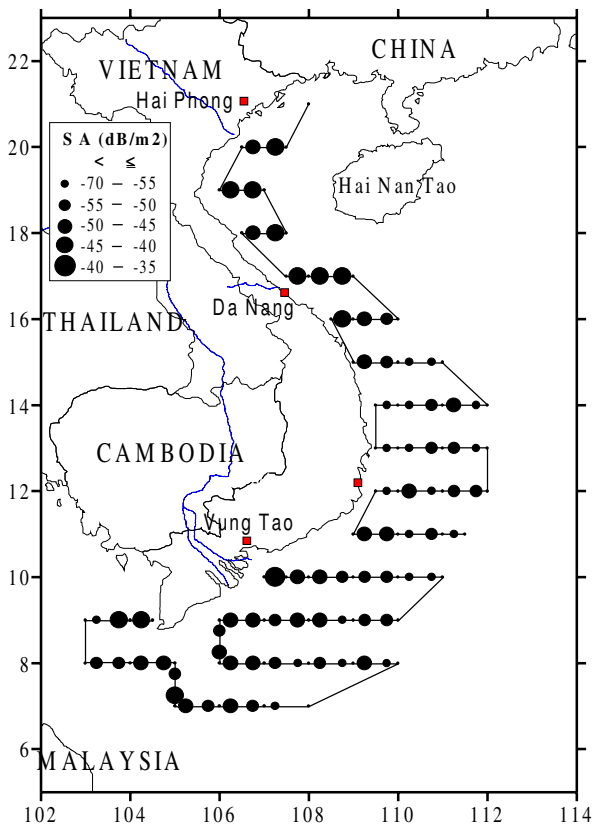 CHINA
22
VIETNAM
Hai Phong
S A (dB/m2)
< ≤
-70 – -55
-55 – -50
-50 – -45
-45 – -40
-40 – -35
20
Hai Nan Tao
18
Da Nang
16
THAILAND
14
CAMBODIA
12
Vung Tao
10
8
6
MALAYSIA
102 104 106 108 110 112 114